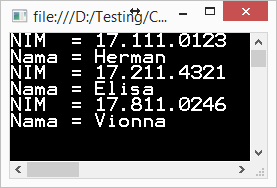 file:///D:/Testing/C...
NIM  = 17.111.0123
Nama = Herman
NIM  = 17.211.4321
Nama = Elisa
NIM  = 17.811.0246
Nama = Vionna